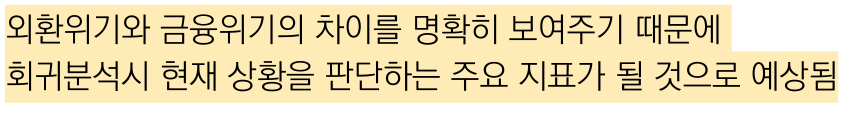 외환위기와 금융위기의 차이를 명확히 보여주기 때문에
회귀분석시 현재 상황을 판단하는 주요 지표가 될 것으로 예상됨